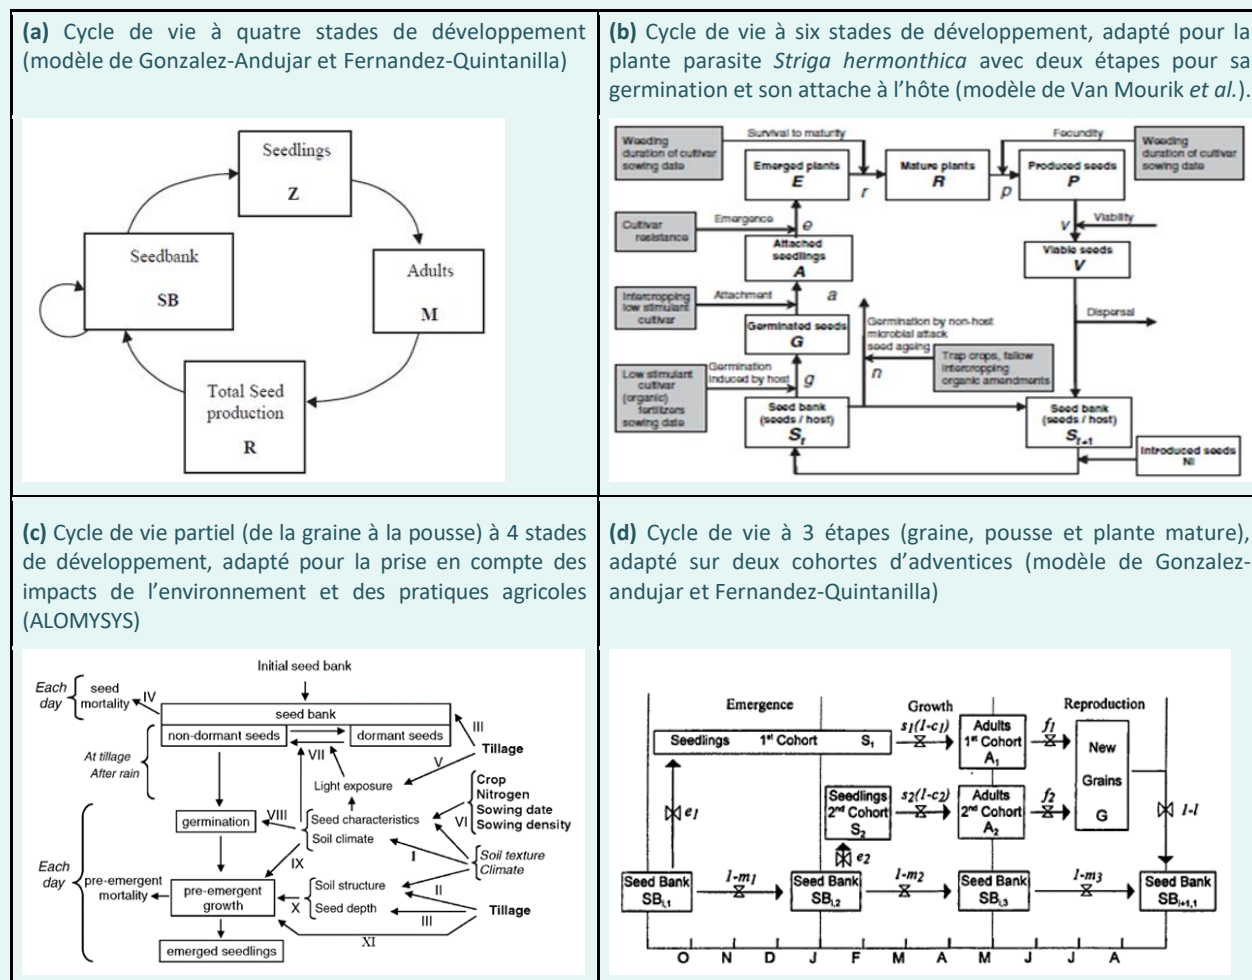 (a) Cycle de vie à quatre stades de développement
(modèle de Gonzalez-Andujar et Fernandez-Quintanilla)
Seedlings
Z
Seedbank
SB
Adults
M
Total Seed
production
R
(b) Cycle de vie à six stades de développement, adapté pour la
plante parasite Striga hermonthica avec deux étapes pour sa
germination et son attache à l’hôte (modèle de Van Mourik et al.).
Weeding
duration of cultivar
sowing date
Survival to maturity
Fecundity
Weeding
duration of cultivar
sowing date
Emerged plants
E
r
Mature plants
R
p
Produced seeds
P
Cultivar
resistance
Emergence
e
v
Viability
Attached
seedlings
A
Viable seeds
V
Intercropping
low stimulant
cultivar
Attachment
a
Dispersal
Germinated seeds
G
Germination by non-host
microbial attack
seed ageing
Trap crops, fallow
intercropping
organic amendments
n
Low stimulant
cultivar
(organic)
fertilizers
sowing date
Germination
induced by host
g
Seed bank
(seeds / host)
St
Seed bank
(seeds / host)
St+1
Introduced seeds
NI
(c) Cycle de vie partiel (de la graine à la pousse) à 4 stades
de développement, adapté pour la prise en compte des
impacts de l’environnement et des pratiques agricoles
(ALOMYSYS)
Initial seed bank
Each
day
seed
mortality
IV
seed bank
III
non-dormant seeds
dormant seeds
At tillage
After rain
VII
Tillage
V
Light exposure
Crop
Nitrogen
Sowing date
Sowing density
VI
germination
VIII
Seed characteristics
Soil climate
I
Soil texture
Climate
IX
Each
day
pre-emergent
mortality
pre-emergent
growth
X
Soil structure
Seed depth
II
III
Tillage
XI
emerged seedlings
(d) Cycle de vie à 3 étapes (graine, pousse et plante mature),
adapté sur deux cohortes d’adventices (modèle de Gonzalez-
andujar et Fernandez-Quintanilla)
Emergence
Growth
Reproduction
Seedlings 1st Cohort S1
s1(1-c1)
Adults
1st Cohort
A1
f1
New
Grains
G
Seedlings
2nd Cohort
S2
s2(1-c2)
Adults
2nd Cohort
A2
f2
e1
e2
1-l
Seed Bank
SBi,1
1-m1
Seed Bank
SBi,2
1-m2
Seed Bank
SBi,3
1-m3
Seed Bank
SBi+1,1
O N D J F M A M J J A